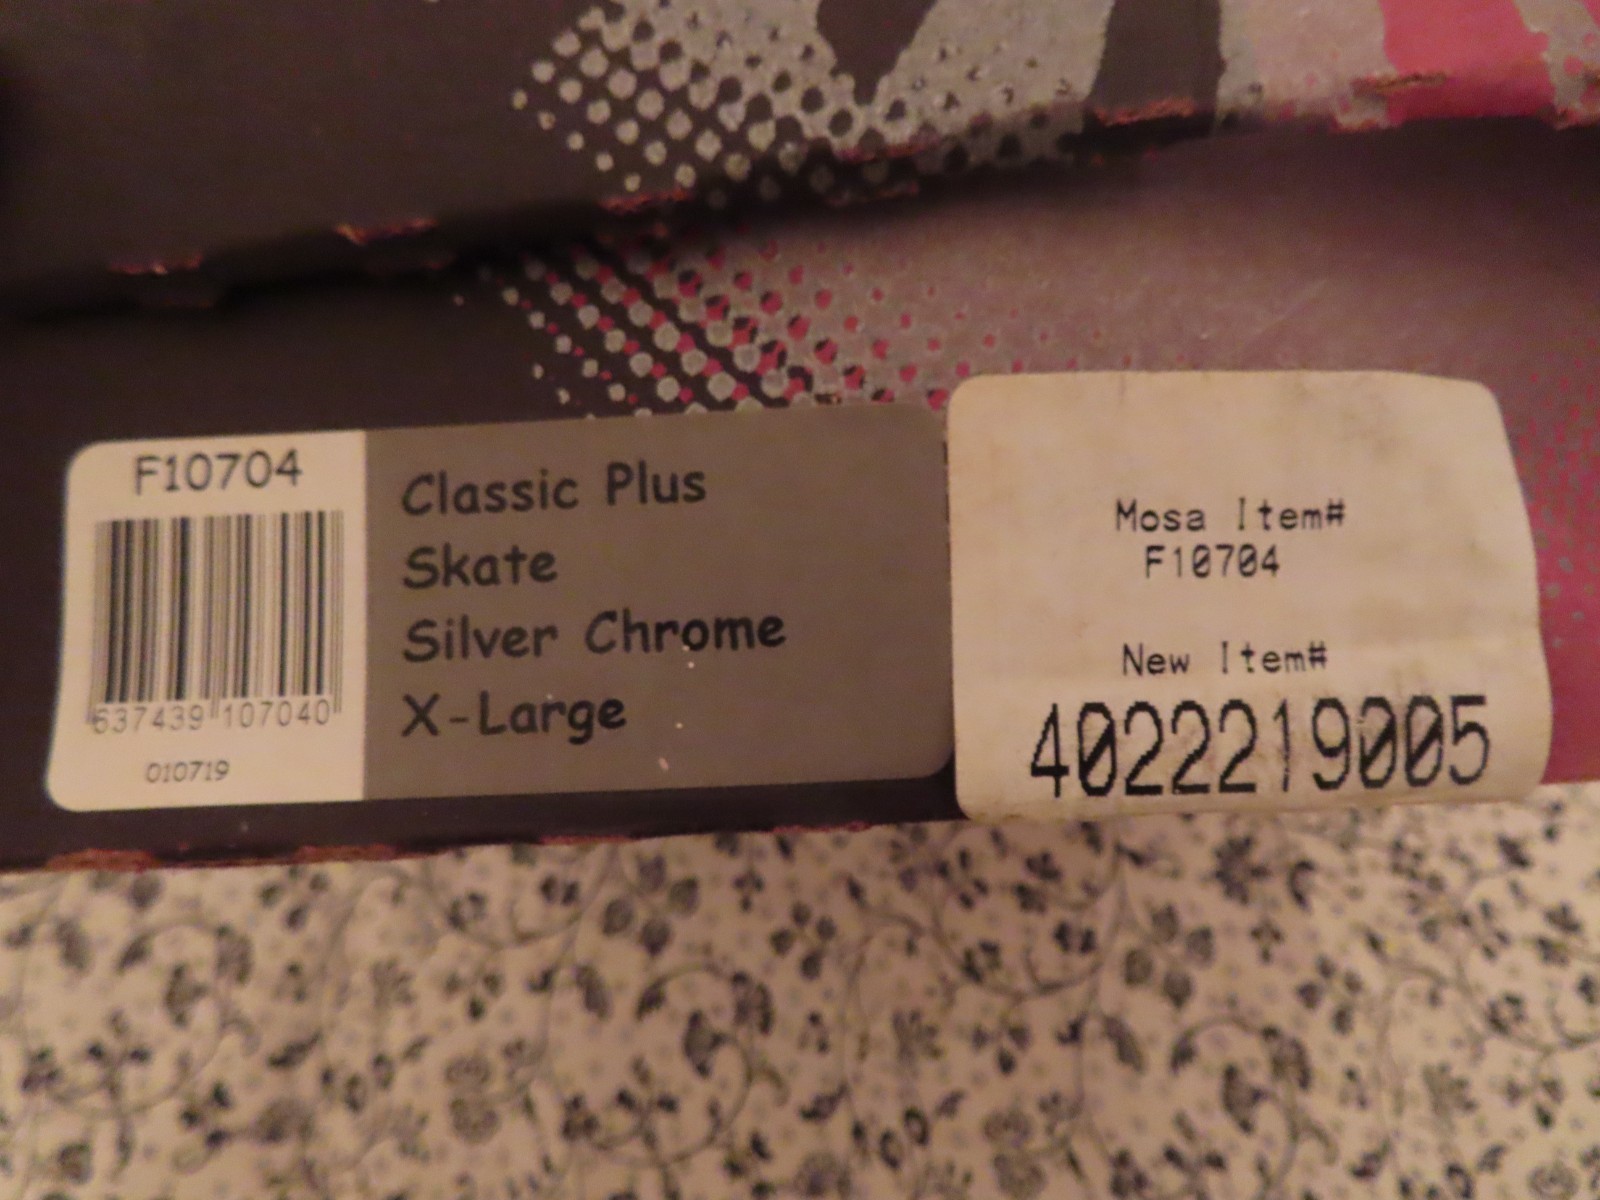 F10704
637439 107040
010719
Classic Plus
Skate
Silver Chrome
X-Large
Mosa Item#
F10704
New Item#
4022219005